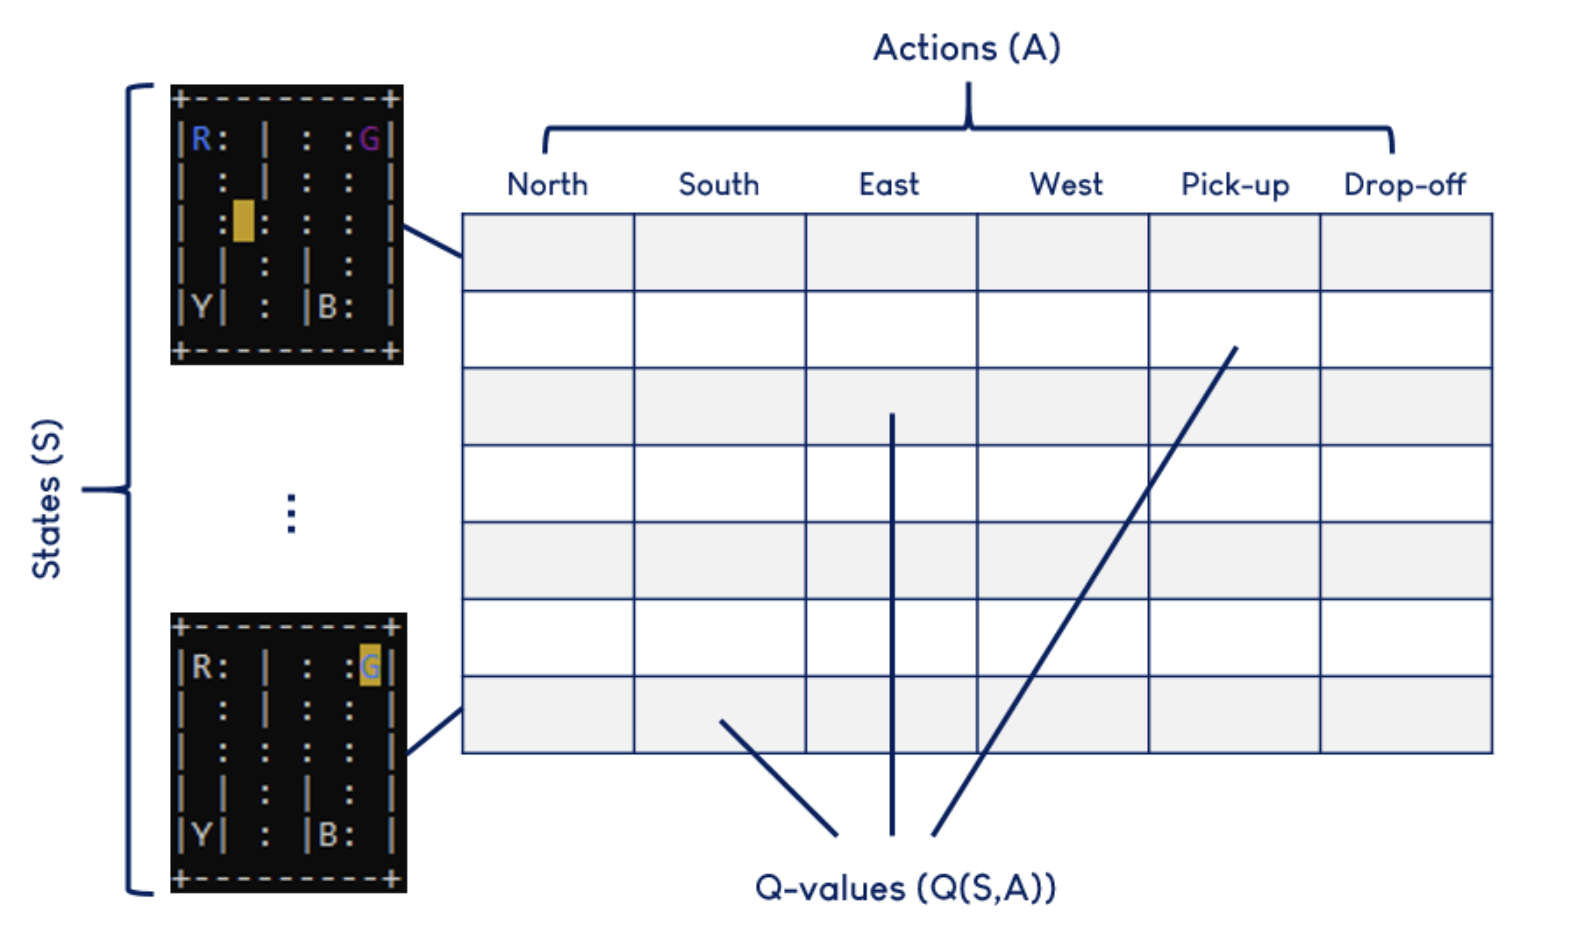 Actions (A)
North South East West Pick-up Drop-off
States (S)
+---------+
|R: | : :G|
| : | : : |
| : : : : |
| | : | : |
|Y| : |B: |
+---------+
⋮
+---------+
|R: | : :G|
| : | : : |
| : : : : |
| | : | : |
|Y| : |B: |
+---------+
Q-values (Q(S,A))